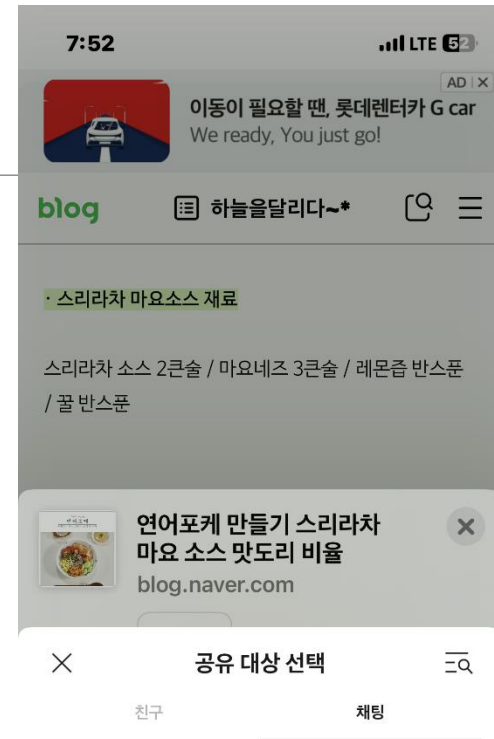 7:52
LTE 52
AD X
이동이 필요할 땐, 롯데렌터카 G car
We ready, You just go!
blog
하늘을달리다~*
· 스리라차 마요소스 재료
스리라차 소스 2큰술 / 마요네즈 3큰술 / 레몬즙 반스푼
/ 꿀 반스푼
연어포케 만들기 스리라차
마요 소스 맛도리 비율
blog.naver.com
공유 대상 선택
친구
채팅